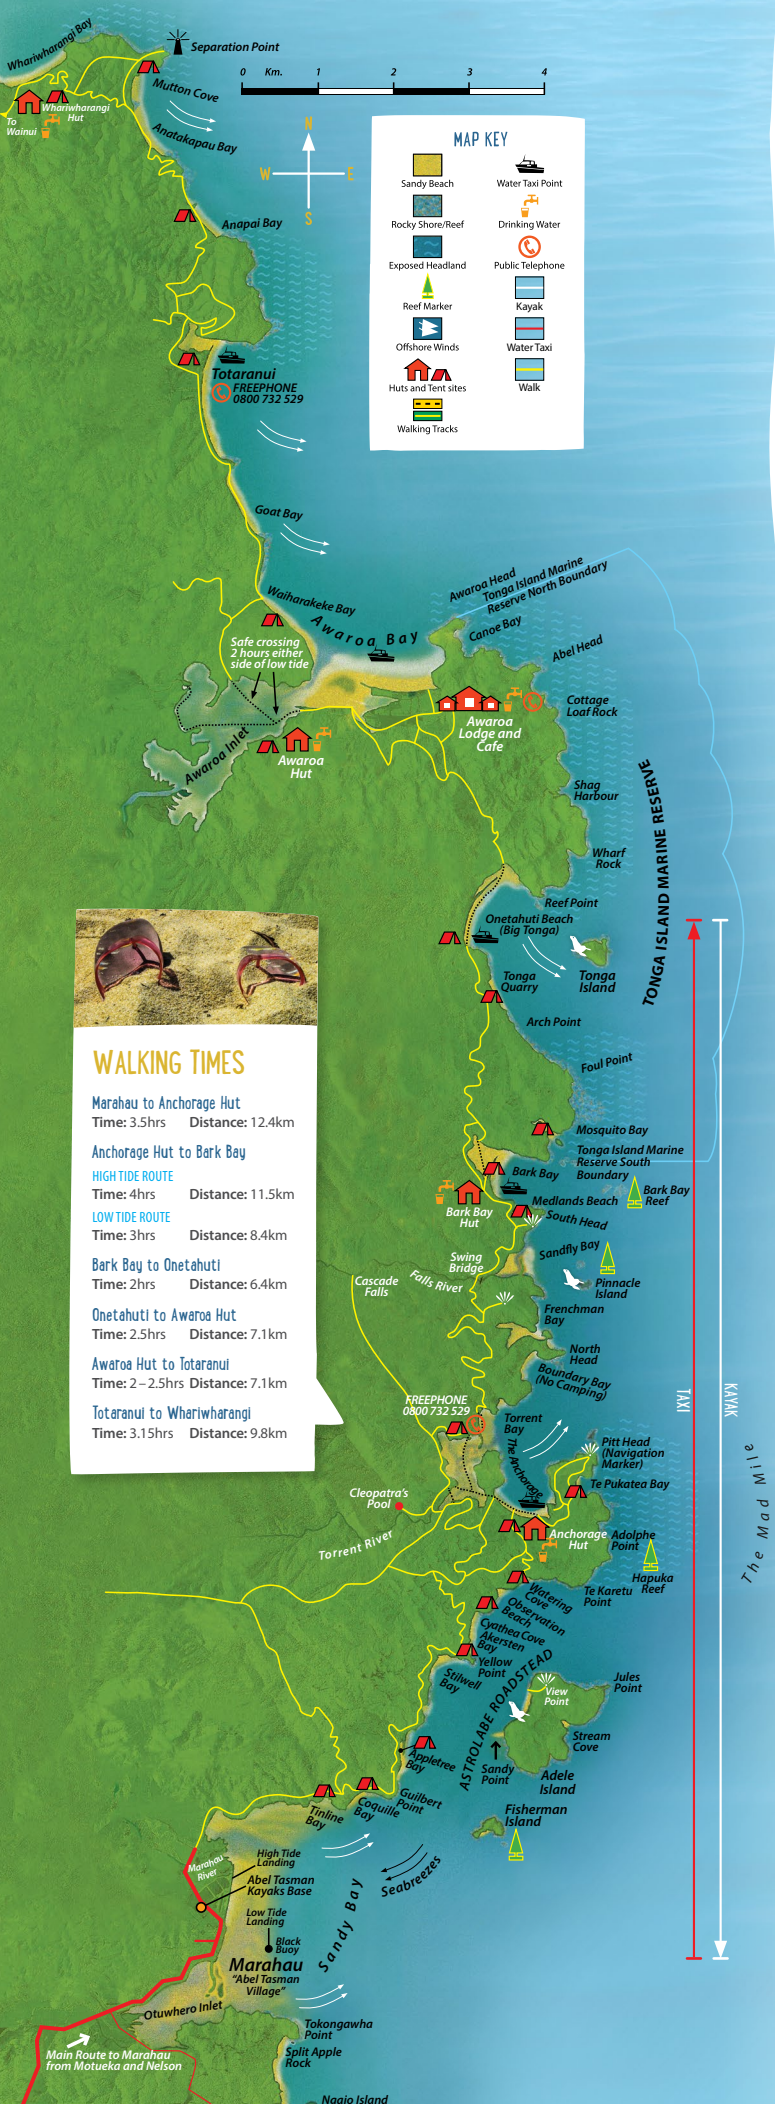 Whariwharangi Bay
Separation Point
Mutton Cove
Whariwharangi
Hut
To
Wainui
Anatakapau Bay
0 Km. 1 2 3 4
N
W E
S
Anapai Bay
MAP KEY
Sandy Beach
Water Taxi Point
Rocky Shore/Reef
Drinking Water
Exposed Headland
Public Telephone
Reef Marker
Kayak
Offshore Winds
Water Taxi
Huts and Tent sites
Walk
Walking Tracks
Totaranui
FREEPHONE
0800 732 529
Goat Bay
Waiharakeke Bay
Awaroa Bay
Awaroa Head
Tonga Island Marine
Reserve North Boundary
Canoe Bay
Abel Head
Safe crossing
2 hours either
side of low tide
Cottage
Loaf Rock
Awaroa
Lodge and
Cafe
Awaroa Inlet
Awaroa
Hut
Shag
Harbour
Wharf
Rock
TONGA ISLAND MARINE RESERVE
Reef Point
Onetahuti Beach
(Big Tonga)
Tonga
Island
Tonga
Quarry
Arch Point
Foul Point
Mosquito Bay
Tonga Island Marine
Reserve South
Boundary
Bark Bay
Bark Bay
Reef
Medlands Beach
Bark Bay
Hut
South Head
Swing
Bridge
Sandfly Bay
Cascade
Falls
Falls River
Pinnacle
Island
Frenchman
Bay
North
Head
Boundary Bay
(No Camping)
WALKING TIMES
Marahau to Anchorage Hut
Time: 3.5hrs Distance: 12.4km
Anchorage Hut to Bark Bay
HIGH TIDE ROUTE
Time: 4hrs Distance: 11.5km
LOW TIDE ROUTE
Time: 3hrs Distance: 8.4km
Bark Bay to Onetahuti
Time: 2hrs Distance: 6.4km
Onetahuti to Awaroa Hut
Time: 2.5hrs Distance: 7.1km
Awaroa Hut to Totaranui
Time: 2–2.5hrs Distance: 7.1km
Totaranui to Whariwharangi
Time: 3.15hrs Distance: 9.8km
TAXI
KAYAK
The Mad Mile
FREEPHONE
0800 732 529
Torrent
Bay
The Anchorage
Pitt Head
(Navigation
Marker)
Te Pukatea Bay
Cleopatra's
Pool
Torrent River
Anchorage
Hut
Adolphe
Point
Hapuka
Reef
Te Karetu
Point
Watering
Cove
Observation
Beach
Cyathea Cove
Akersten
Bay
Yellow
Point
Stilwell
Bay
ASTROLABE ROADSTEAD
View
Point
Jules
Point
Stream
Cove
Sandy
Point
Adele
Island
Appletree
Bay
Guilbert
Point
Coquille
Bay
Tinline
Bay
Fisherman
Island
Marahau
River
High Tide
Landing
Abel Tasman
Kayaks Base
Low Tide
Landing
Black
Buoy
Seabreezes
Sandy Bay
Marahau
"Abel Tasman
Village"
Otuwhero Inlet
Main Route to Marahau
from Motueka and Nelson
Tokongawha
Point
Split Apple
Rock
Ngaio Island